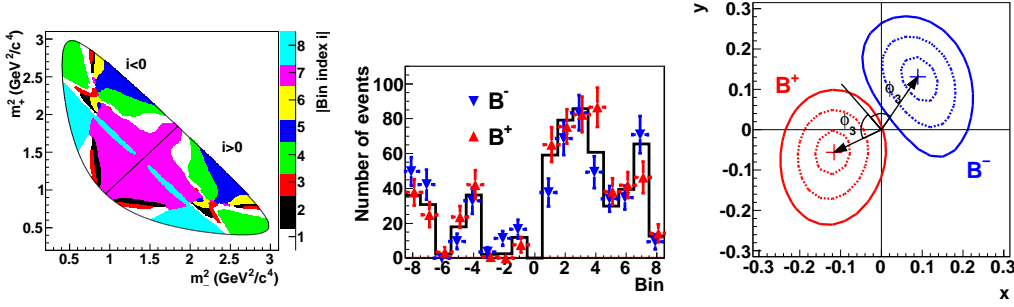 m²₊ (GeV²/c⁴)
3
2.5
2
1.5
1
0.5
i<0
i>0
0.5 1 1.5 2 2.5 3
m²₋ (GeV²/c⁴)
8
7
6
5
4
3
2
1
|Bin index i|
Number of events
100
80
60
40
20
0
B⁻
B⁺
-8 -6 -4 -2 0 2 4 6 8
Bin
y
0.3
0.2
0.1
0
-0.1
-0.2
-0.3
B⁺
ϕ₃
ϕ₃
B⁻
-0.3 -0.2 -0.1 0 0.1 0.2 0.3
x